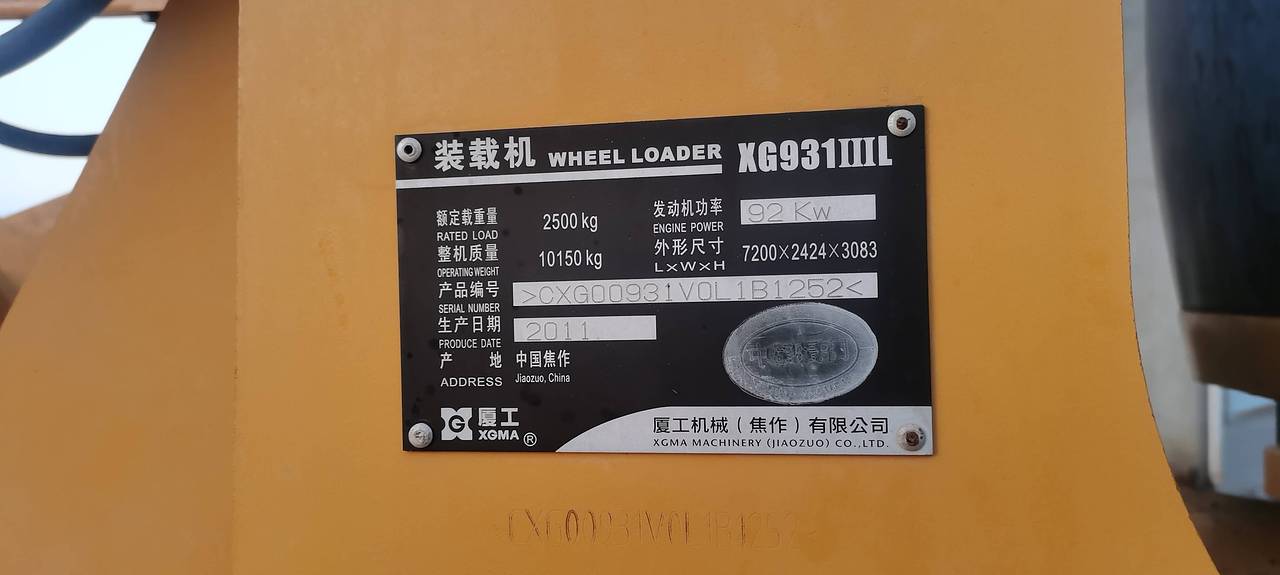 装载机 WHEEL LOADER XG931IIIL
额定载重量 2500 kg 发动机功率 92 Kw
RATED LOAD ENGINE POWER
整机质量 10150 kg 外形尺寸 7200×2424×3083
OPERATING WEIGHT L×W×H
产品编号 >CXG00931V0L1B1252<
SERIAL NUMBER
生产日期 2011.
PRODUCE DATE
产 地 中国焦作
ADDRESS Jiaozuo, China
XG 厦工 厦工机械（焦作）有限公司
XGMA ® XGMA MACHINERY (JIAOZUO) CO.,LTD.
CXG00931V0L1B1252